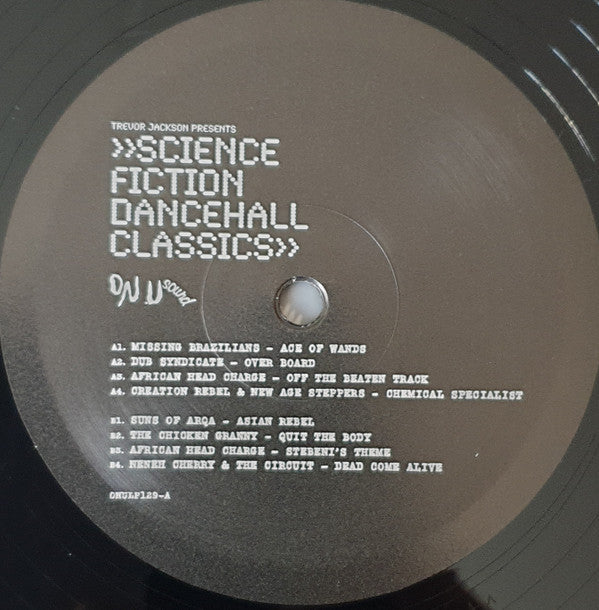 TREVOR JACKSON PRESENTS
>>SCIENCE
FICTION
DANCEHALL
CLASSICS>>
ON U sound
A1. MISSING BRAZILIANS - ACE OF WANDS
A2. DUB SYNDICATE - OVER BOARD
A3. AFRICAN HEAD CHARGE - OFF THE BEATEN TRACK
A4. CREATION REBEL & NEW AGE STEPPERS - CHEMICAL SPECIALIST
B1. SUNS OF ARQA - ASIAN REBEL
B2. THE CHICKEN GRANNY - QUIT THE BODY
B3. AFRICAN HEAD CHARGE - STEBENI'S THEME
B4. NENEH CHERRY & THE CIRCUIT - DEAD COME ALIVE
ONULP129-A